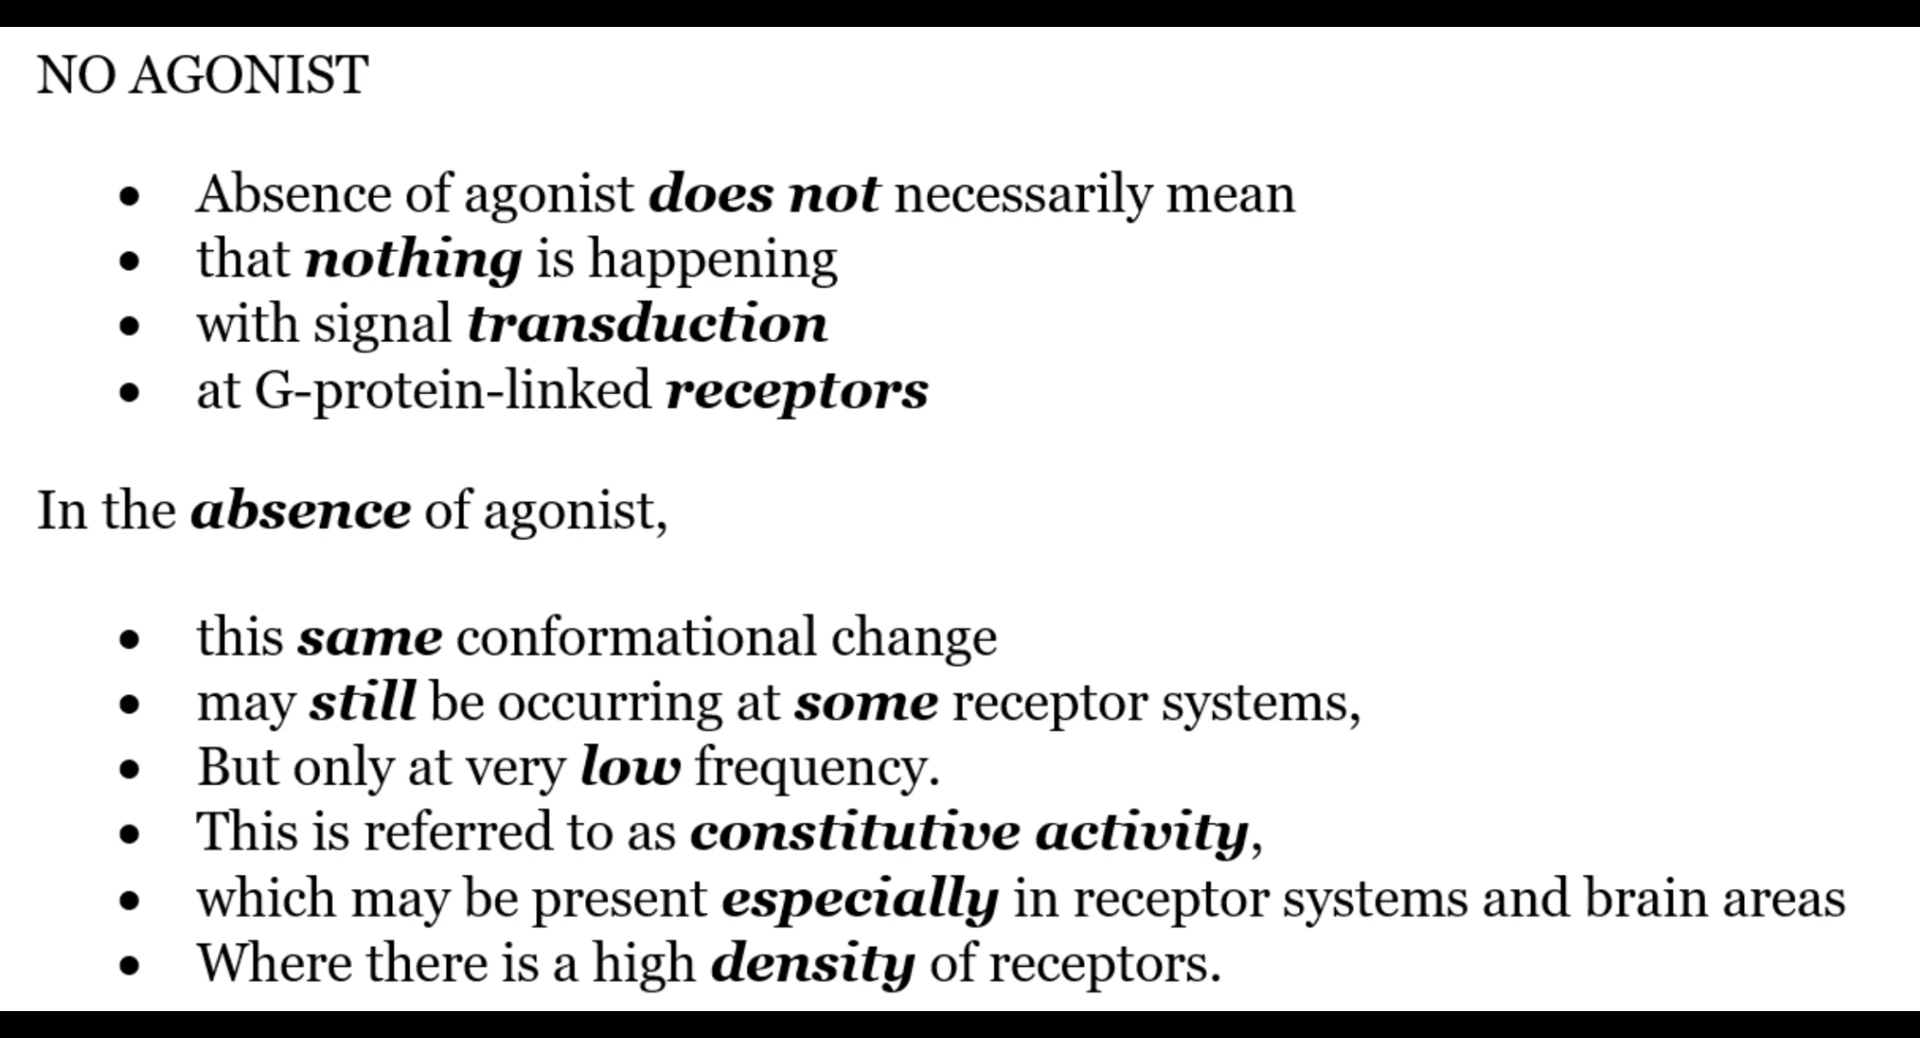 NO AGONIST
• Absence of agonist does not necessarily mean
• that nothing is happening
• with signal transduction
• at G-protein-linked receptors
In the absence of agonist,
• this same conformational change
• may still be occurring at some receptor systems,
• But only at very low frequency.
• This is referred to as constitutive activity,
• which may be present especially in receptor systems and brain areas
• Where there is a high density of receptors.